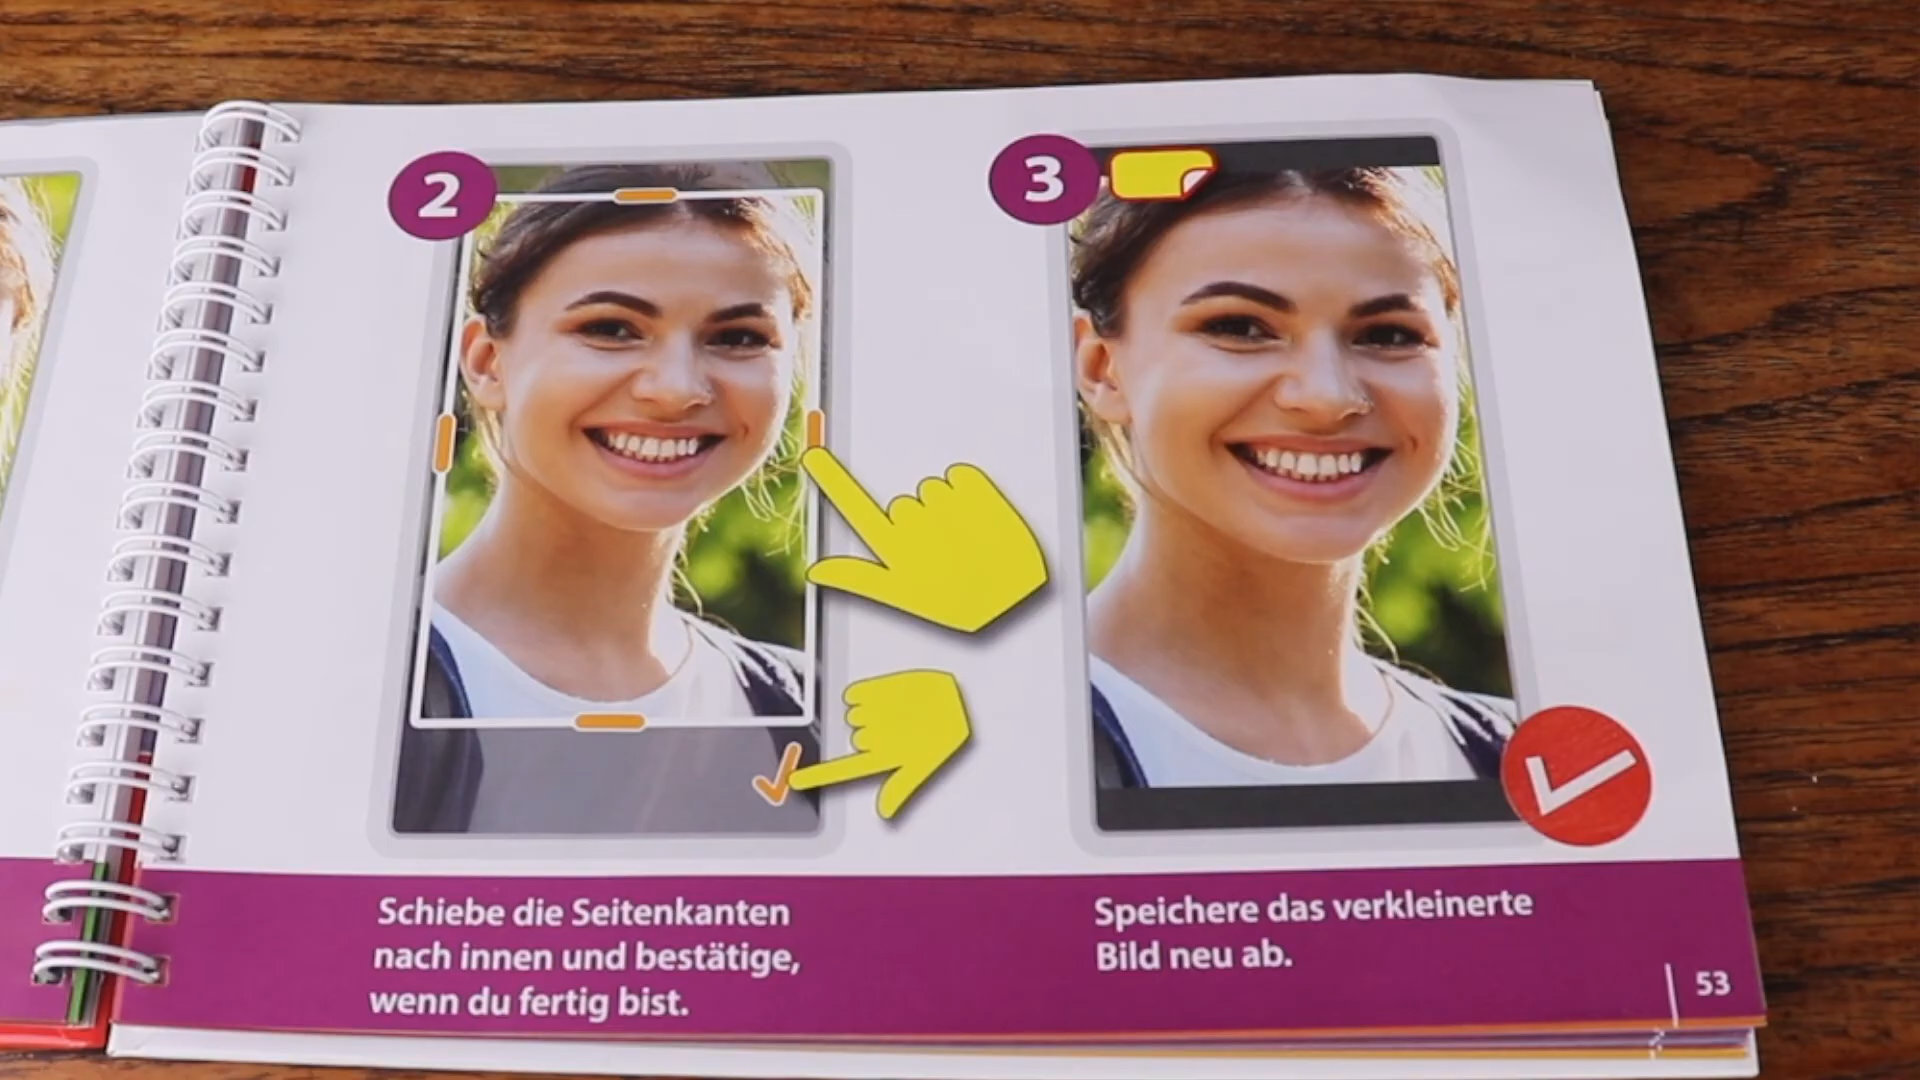 2
3
Schiebe die Seitenkanten
nach innen und bestätige,
wenn du fertig bist.
Speichere das verkleinerte
Bild neu ab.
53